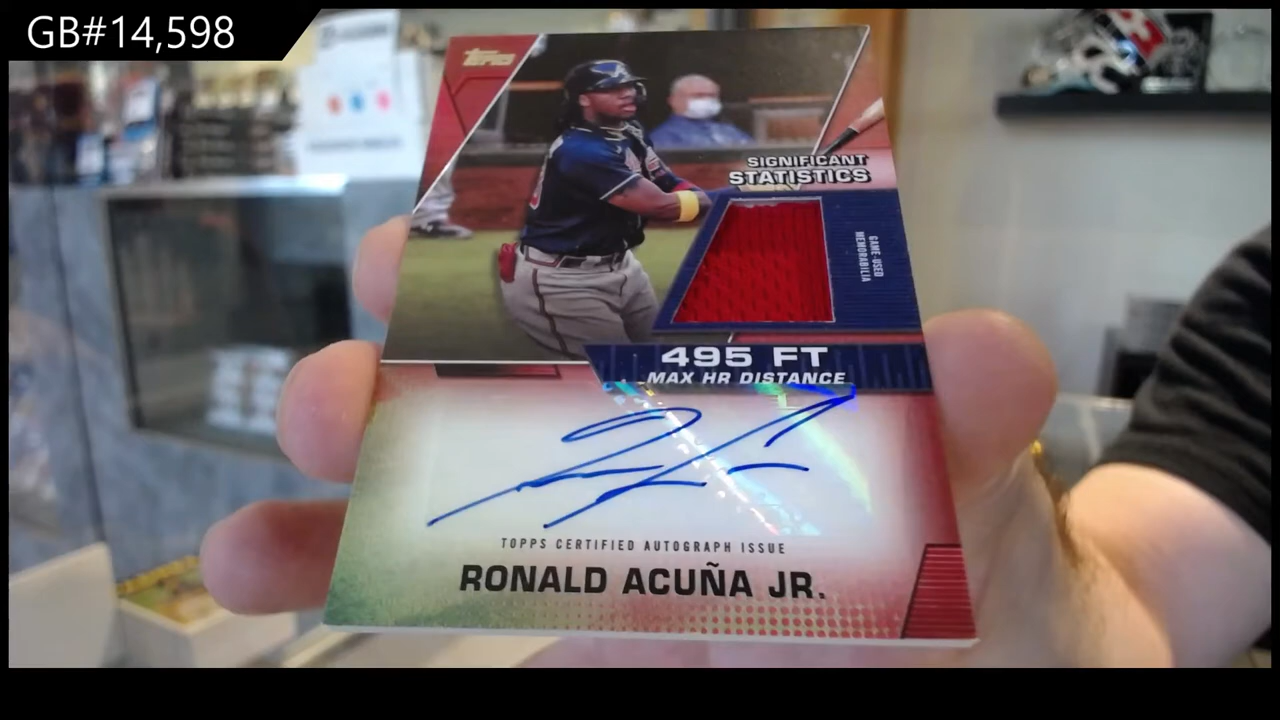 GB#14,598
Topps
SIGNIFICANT
STATISTICS
GAME-USED
MEMORABILIA
495 FT
MAX HR DISTANCE
TOPPS CERTIFIED AUTOGRAPH ISSUE
RONALD ACUÑA JR.